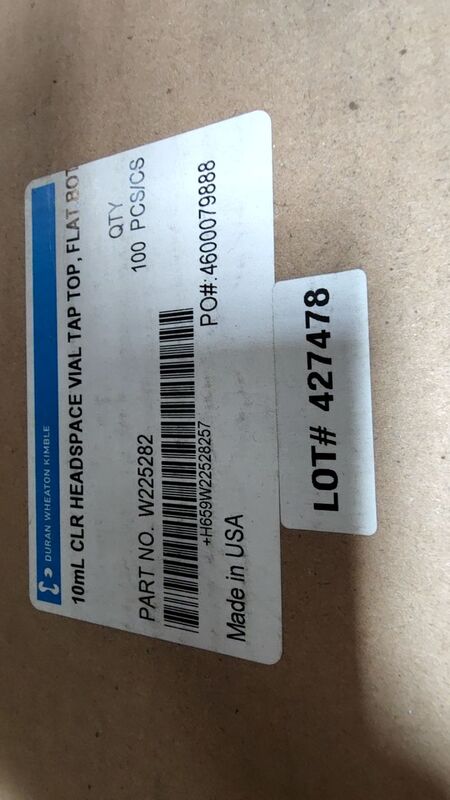 DURAN WHEATON KIMBLE
10mL CLR HEADSPACE VIAL TAP TOP, FLAT BOT
QTY
PART NO. W225282 100 PCS/CS
+H659W22528257
Made in USA PO#:4600079888
LOT# 427478